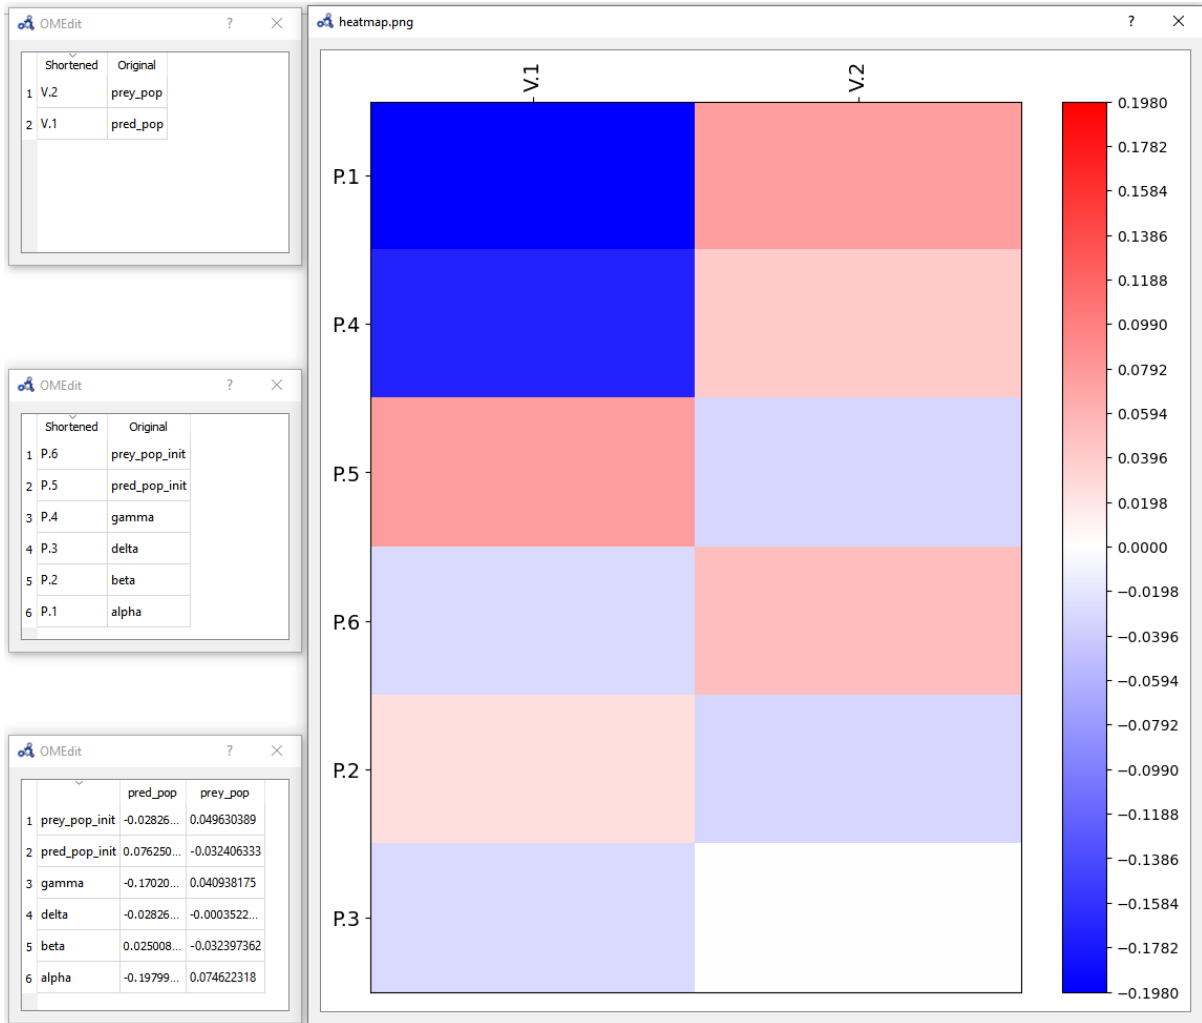 OMEdit ? ×
Shortened Original
1 V.2 prey_pop
2 V.1 pred_pop
OMEdit ? ×
Shortened Original
1 P.6 prey_pop_init
2 P.5 pred_pop_init
3 P.4 gamma
4 P.3 delta
5 P.2 beta
6 P.1 alpha
OMEdit ? ×
pred_pop prey_pop
1 prey_pop_init -0.02826... 0.049630389
2 pred_pop_init 0.076250... -0.032406333
3 gamma -0.17020... 0.040938175
4 delta -0.02826... -0.0003522...
5 beta 0.025008... -0.032397362
6 alpha -0.19799... 0.074622318
heatmap.png ? ×
V.1 V.2
P.1
P.4
P.5
P.6
P.2
P.3
0.1980
0.1782
0.1584
0.1386
0.1188
0.0990
0.0792
0.0594
0.0396
0.0198
0.0000
−0.0198
−0.0396
−0.0594
−0.0792
−0.0990
−0.1188
−0.1386
−0.1584
−0.1782
−0.1980